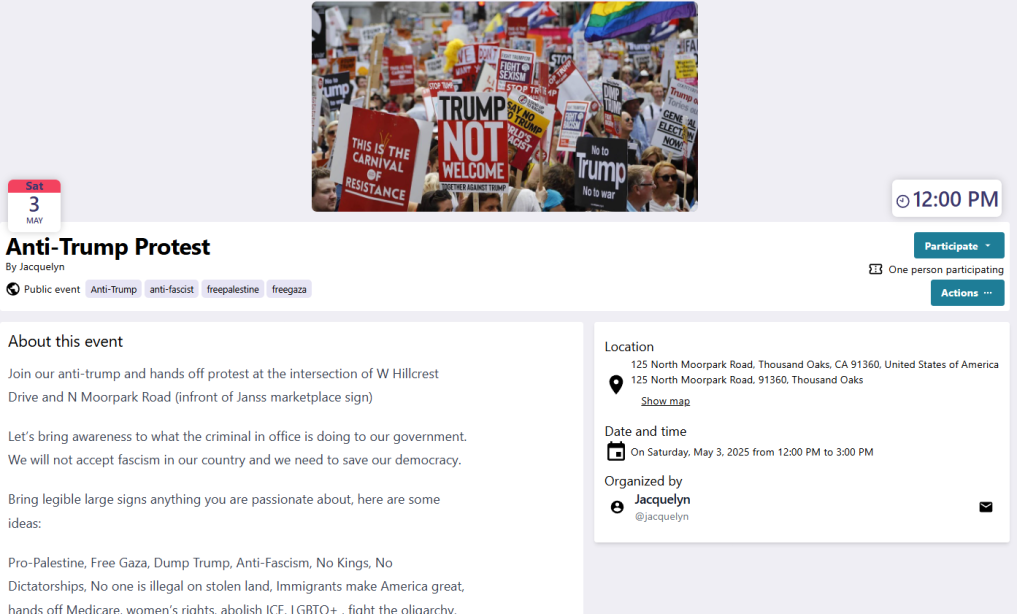 THIS IS THE
CARNIVAL
OF
RESISTANCE
TRUMP
NOT
WELCOME
TOGETHER AGAINST TRUMP
FIGHT
SEXISM
STOP TRUMP
SAY NO
TO TRUMP
FIGHT
RACISM
DUMP
TRUMP
No to
Trump
No to war
GENERAL
ELECTION
NOW!
Sat
3
MAY
12:00 PM
Anti-Trump Protest
By Jacquelyn
Public event Anti-Trump anti-fascist freepalestine freegaza
Participate
One person participating
Actions ···
About this event
Join our anti-trump and hands off protest at the intersection of W Hillcrest
Drive and N Moorpark Road (infront of Janss marketplace sign)
Let's bring awareness to what the criminal in office is doing to our government.
We will not accept fascism in our country and we need to save our democracy.
Bring legible large signs anything you are passionate about, here are some
ideas:
Pro-Palestine, Free Gaza, Dump Trump, Anti-Fascism, No Kings, No
Dictatorships, No one is illegal on stolen land, Immigrants make America great,
hands off Medicare, women's rights, abolish ICE, LGBTQ+ , fight the oligarchy,
Location
125 North Moorpark Road, Thousand Oaks, CA 91360, United States of America
125 North Moorpark Road, 91360, Thousand Oaks
Show map
Date and time
On Saturday, May 3, 2025 from 12:00 PM to 3:00 PM
Organized by
Jacquelyn
@jacquelyn